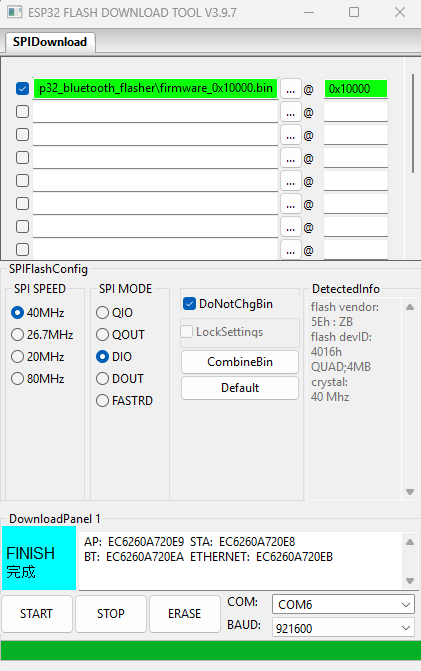 ESP32 FLASH DOWNLOAD TOOL V3.9.7
SPIDownload
p32_bluetooth_flasher\firmware_0x10000.bin ... @ 0x10000
... @
... @
... @
... @
... @
... @
... @
SPIFlashConfig
SPI SPEED
40MHz
26.7MHz
20MHz
80MHz
SPI MODE
QIO
QOUT
DIO
DOUT
FASTRD
DoNotChgBin
LockSettings
CombineBin
Default
DetectedInfo
flash vendor:
5Eh : ZB
flash devID:
4016h
QUAD;4MB
crystal:
40 Mhz
DownloadPanel 1
FINISH
完成
AP: EC6260A720E9 STA: EC6260A720E8
BT: EC6260A720EA ETHERNET: EC6260A720EB
START
STOP
ERASE
COM: COM6
BAUD: 921600